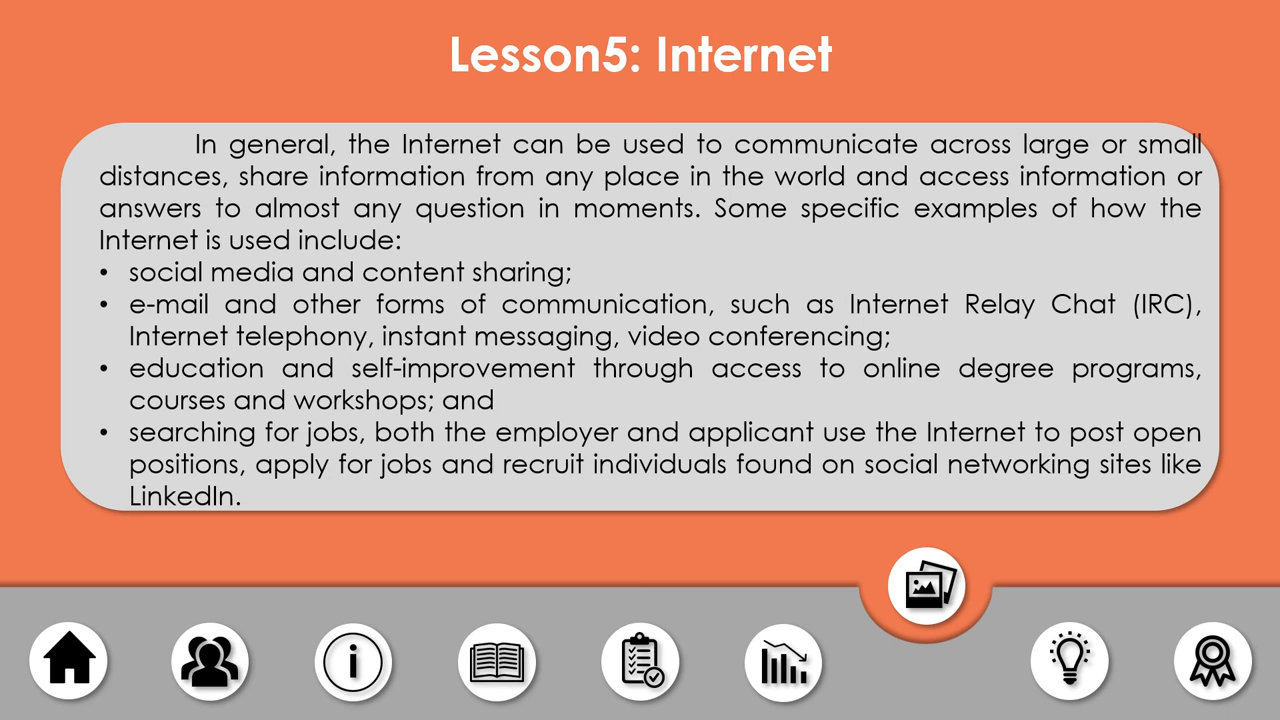 Lesson5: Internet
In general, the Internet can be used to communicate across large or small
distances, share information from any place in the world and access information or
answers to almost any question in moments. Some specific examples of how the
Internet is used include:
• social media and content sharing;
• e-mail and other forms of communication, such as Internet Relay Chat (IRC),
Internet telephony, instant messaging, video conferencing;
• education and self-improvement through access to online degree programs,
courses and workshops; and
• searching for jobs, both the employer and applicant use the Internet to post open
positions, apply for jobs and recruit individuals found on social networking sites like
LinkedIn.